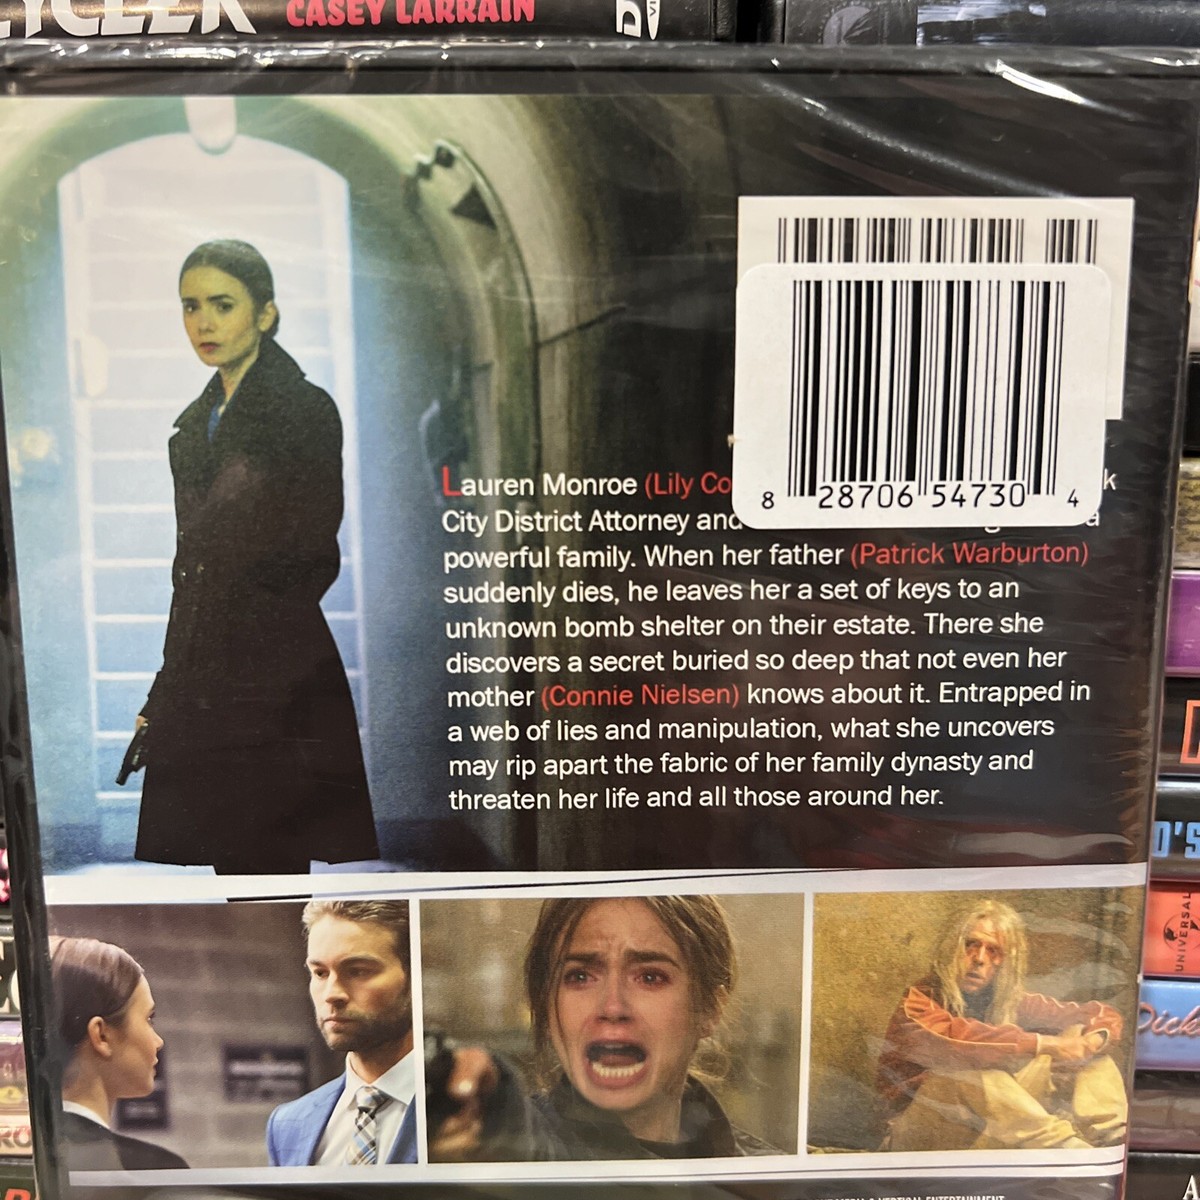 CASEY LARRAIN
8 28706 54730 4
Lauren Monroe (Lily Co k
City District Attorney and a
powerful family. When her father (Patrick Warburton)
suddenly dies, he leaves her a set of keys to an
unknown bomb shelter on their estate. There she
discovers a secret buried so deep that not even her
mother (Connie Nielsen) knows about it. Entrapped in
a web of lies and manipulation, what she uncovers
may rip apart the fabric of her family dynasty and
threaten her life and all those around her.
D'S
UNIVERSAL
Dick
VERTICAL ENTERTAINMENT